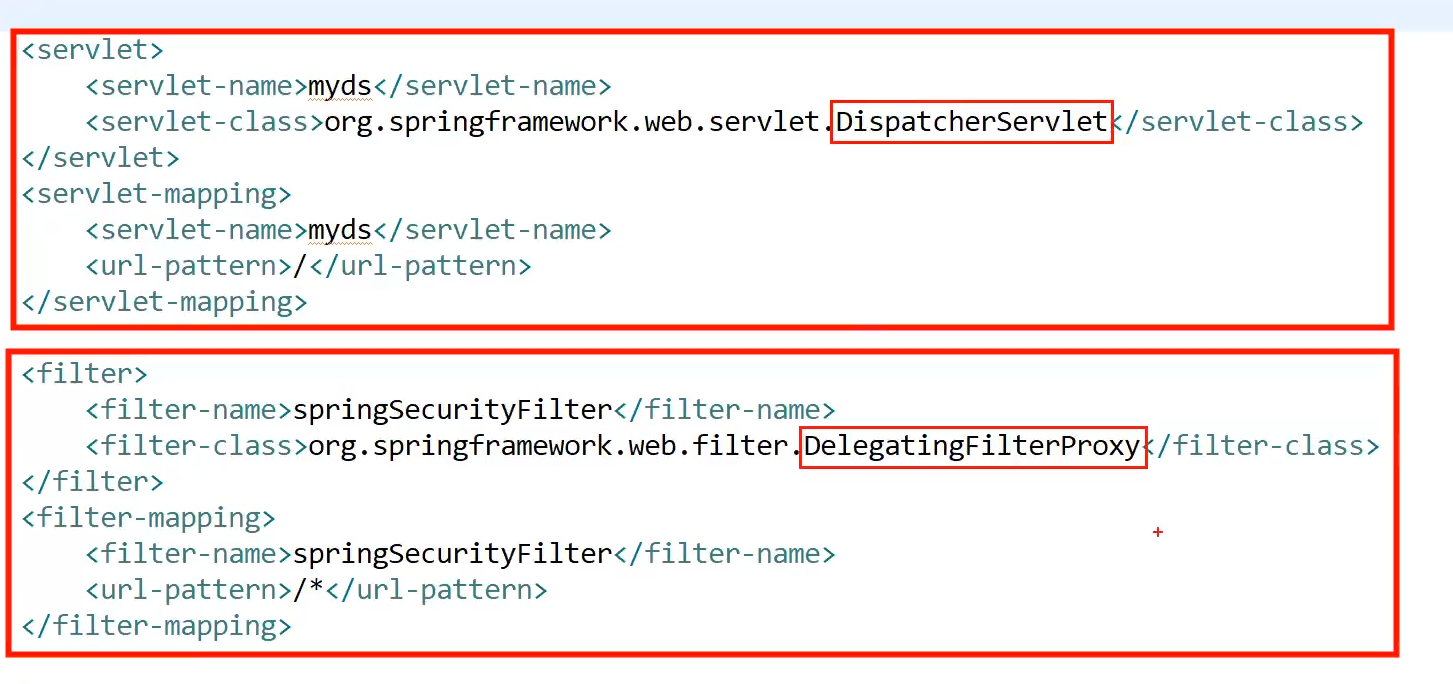 <servlet>
    <servlet-name>myds</servlet-name>
    <servlet-class>org.springframework.web.servlet.DispatcherServlet</servlet-class>
</servlet>
<servlet-mapping>
    <servlet-name>myds</servlet-name>
    <url-pattern>/</url-pattern>
</servlet-mapping>
<filter>
    <filter-name>springSecurityFilter</filter-name>
    <filter-class>org.springframework.web.filter.DelegatingFilterProxy</filter-class>
</filter>
<filter-mapping>
    <filter-name>springSecurityFilter</filter-name>
    <url-pattern>/*</url-pattern>
</filter-mapping>